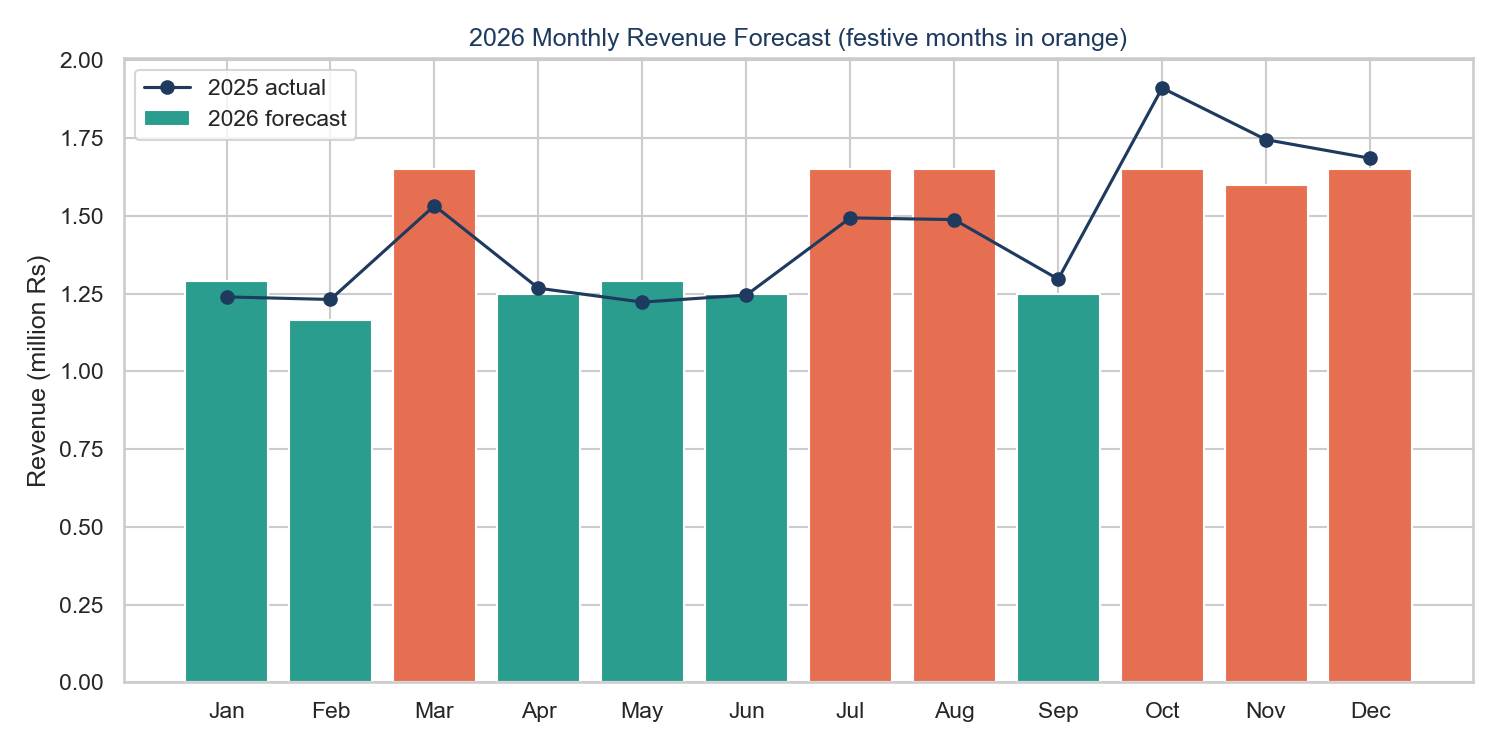 2026 Monthly Revenue Forecast (festive months in orange)
2025 actual
2026 forecast
Revenue (million Rs)
2.00
1.75
1.50
1.25
1.00
0.75
0.50
0.25
0.00
Jan Feb Mar Apr May Jun Jul Aug Sep Oct Nov Dec